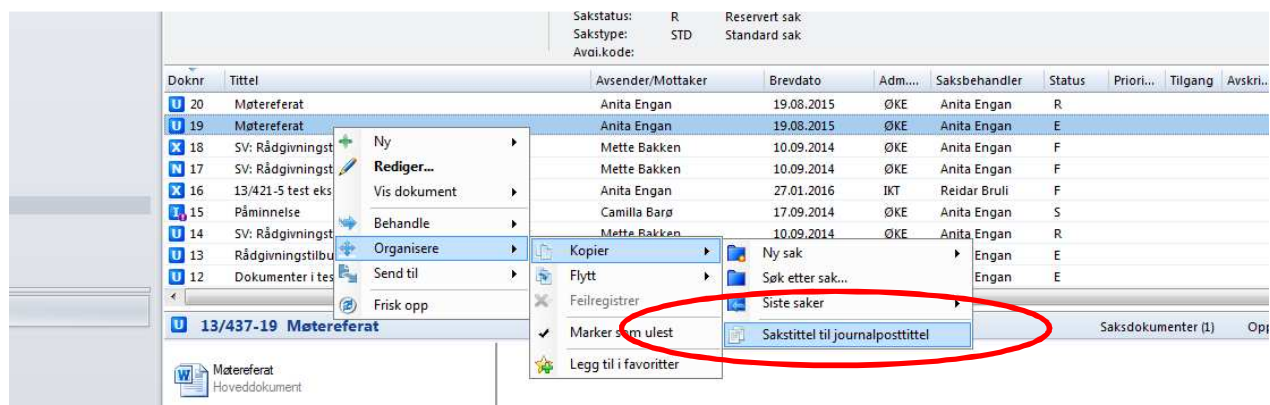 Sakstatus: R Reservert sak
Sakstype: STD Standard sak
Avgj.kode:
Doknr Tittel Avsender/Mottaker Brevdato Adm.... Saksbehandler Status Priori... Tilgang Avskri...
U 20 Møtereferat Anita Engan 19.08.2015 ØKE Anita Engan R
U 19 Møtereferat Anita Engan 19.08.2015 ØKE Anita Engan E
X 18 SV: Rådgivningst Mette Bakken 10.09.2014 ØKE Anita Engan F
N 17 SV: Rådgivningst Mette Bakken 10.09.2014 ØKE Anita Engan F
X 16 13/421-5 test eks Anita Engan 27.01.2016 IKT Reidar Bruli F
I 15 Påminnelse Camilla Barø 17.09.2014 ØKE Anita Engan S
U 14 SV: Rådgivningst Mette Bakken 10.09.2014 ØKE Anita Engan R
U 13 Rådgivningstilbu Engan E
U 12 Dokumenter i tes Engan E
Ny
Rediger...
Vis dokument
Behandle
Organisere
Send til
Frisk opp
Kopier
Flytt
Feilregistrer
Marker som ulest
Legg til i favoritter
Ny sak
Søk etter sak...
Siste saker
Sakstittel til journalposttittel
U 13/437-19 Møtereferat Saksdokumenter (1) Opp
Møtereferat
Hoveddokument